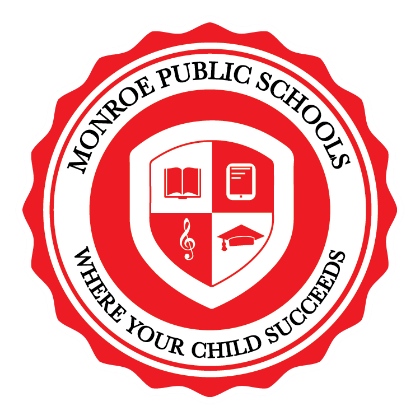 MONROE PUBLIC SCHOOLS
WHERE YOUR CHILD SUCCEEDS